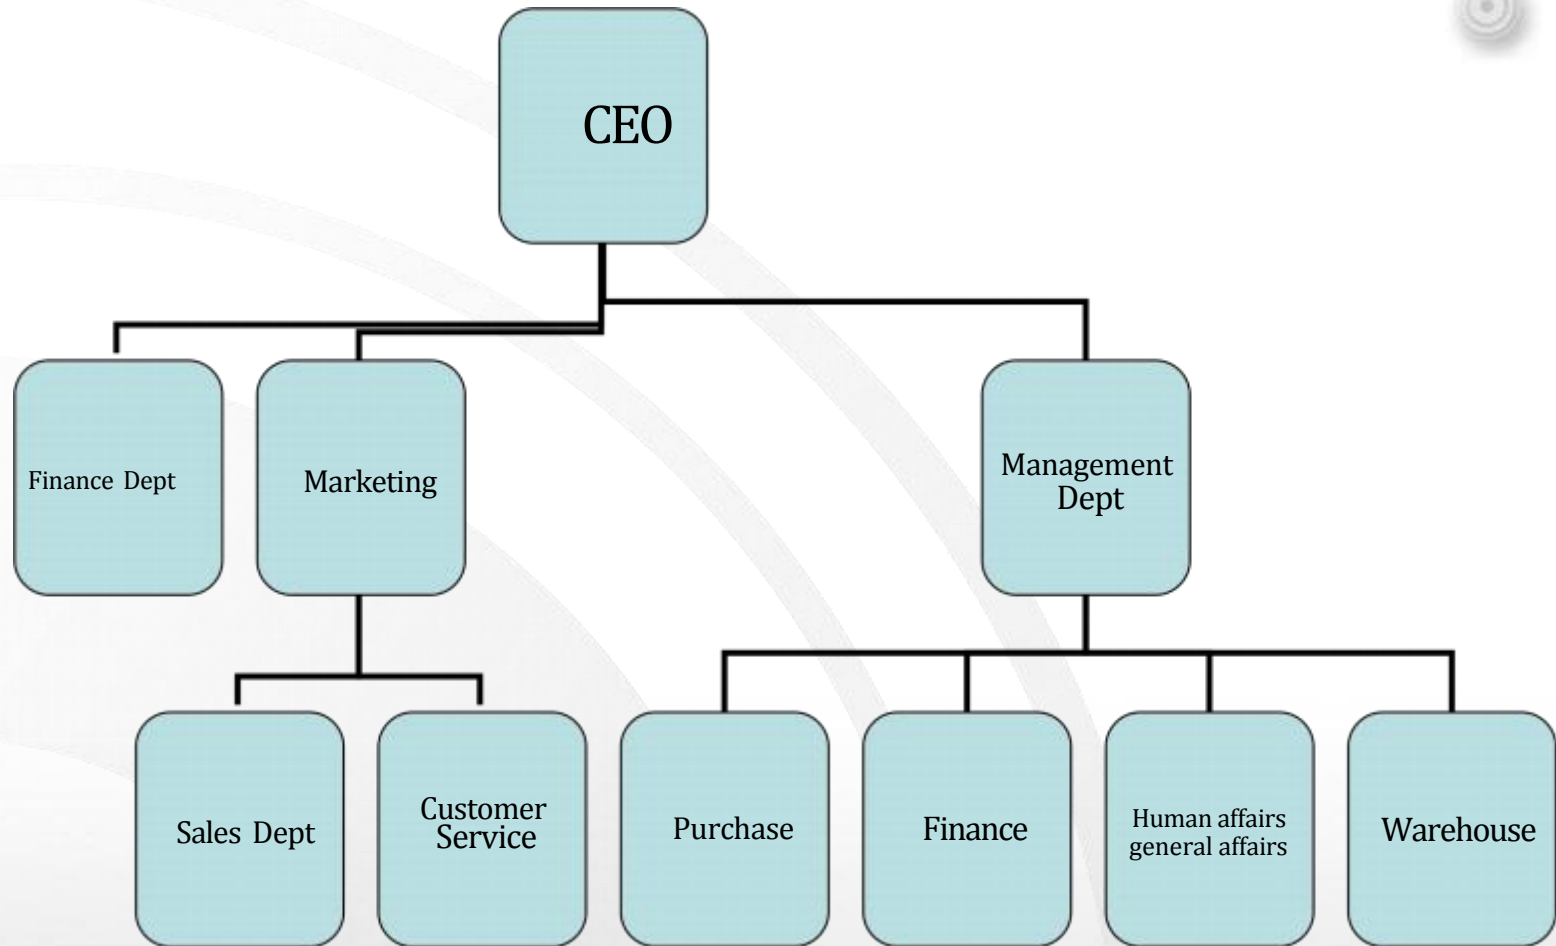 CEO
Finance Dept
Marketing
Management
Dept
Sales Dept
Customer
Service
Purchase
Finance
Human affairs
general affairs
Warehouse